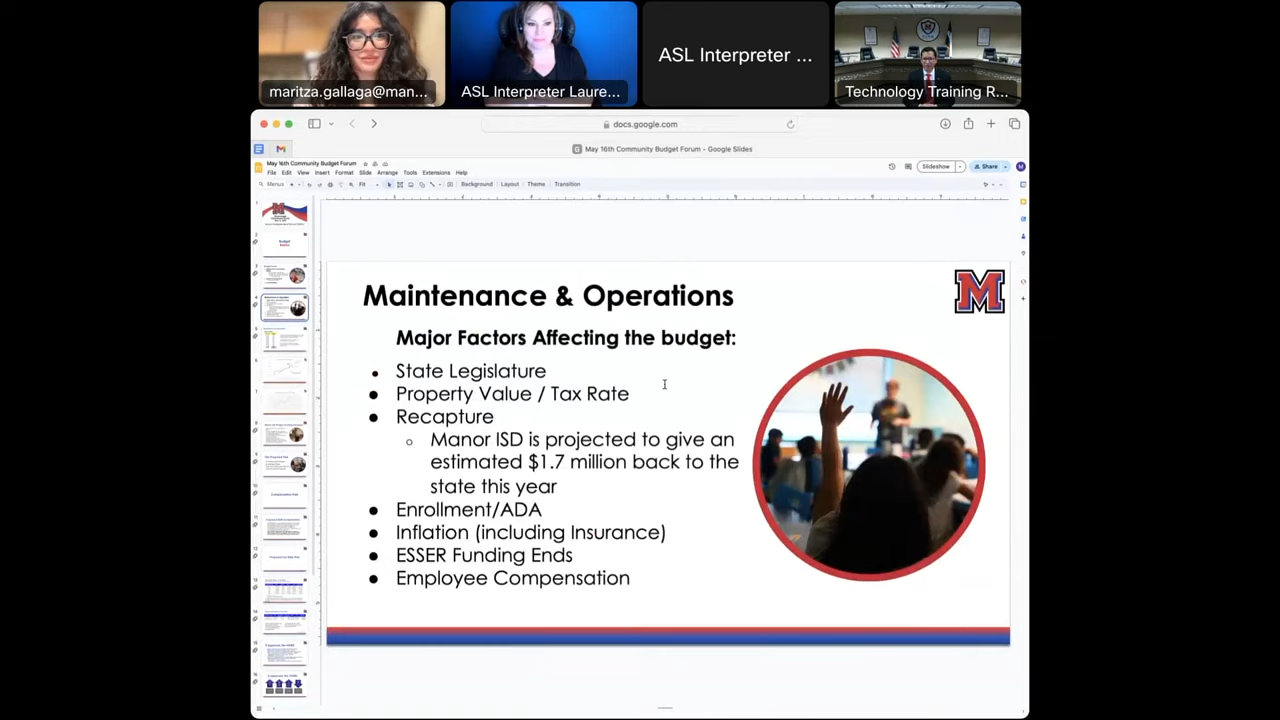 maritza.gallaga@man...
ASL Interpreter Laure...
ASL Interpreter ...
Technology Training R...
docs.google.com
May 16th Community Budget Forum - Google Slides
May 16th Community Budget Forum
File Edit View Insert Format Slide Arrange Tools Extensions Help
Slideshow
Share
Menus
Fit
Background Layout Theme Transition
Maintenance & Operations
M
Major Factors Affecting the budget:
● State Legislature
● Property Value / Tax Rate
● Recapture
○ Manor ISD is projected to give an
estimated $1.7 million back to the
state this year
● Enrollment/ADA
● Inflation (including Insurance)
● ESSER Funding Ends
● Employee Compensation